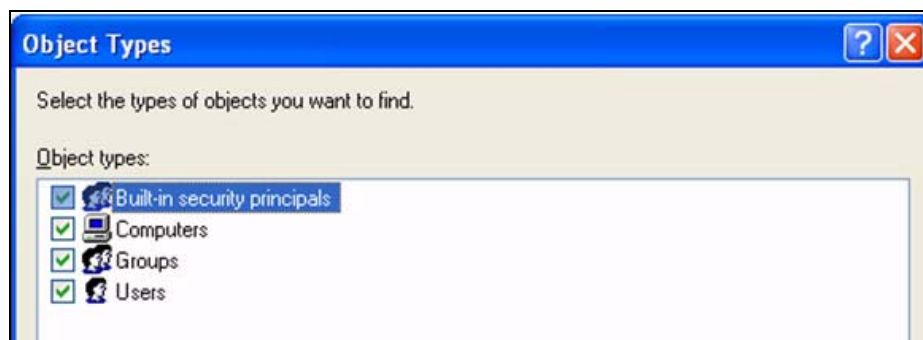 Object Types
Select the types of objects you want to find.
Object types:
Built-in security principals
Computers
Groups
Users